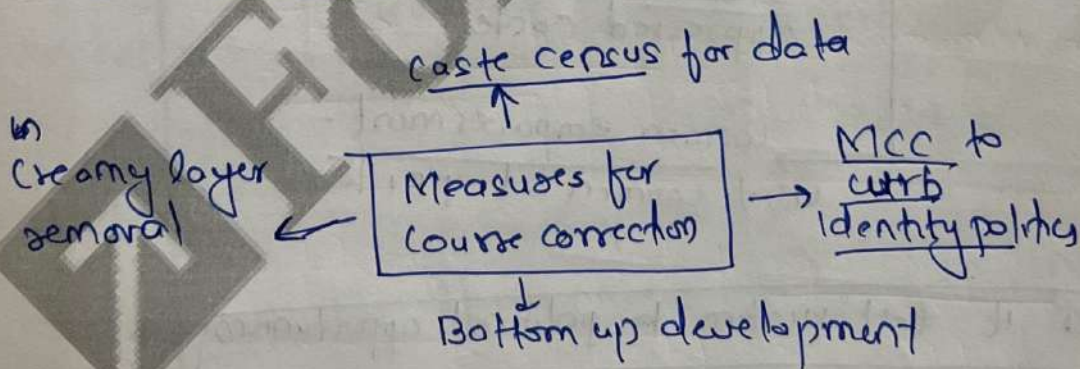 caste census for data
creamy layer
removal
Measures for
course correction
MCC to
curb
identity politics
Bottom up development